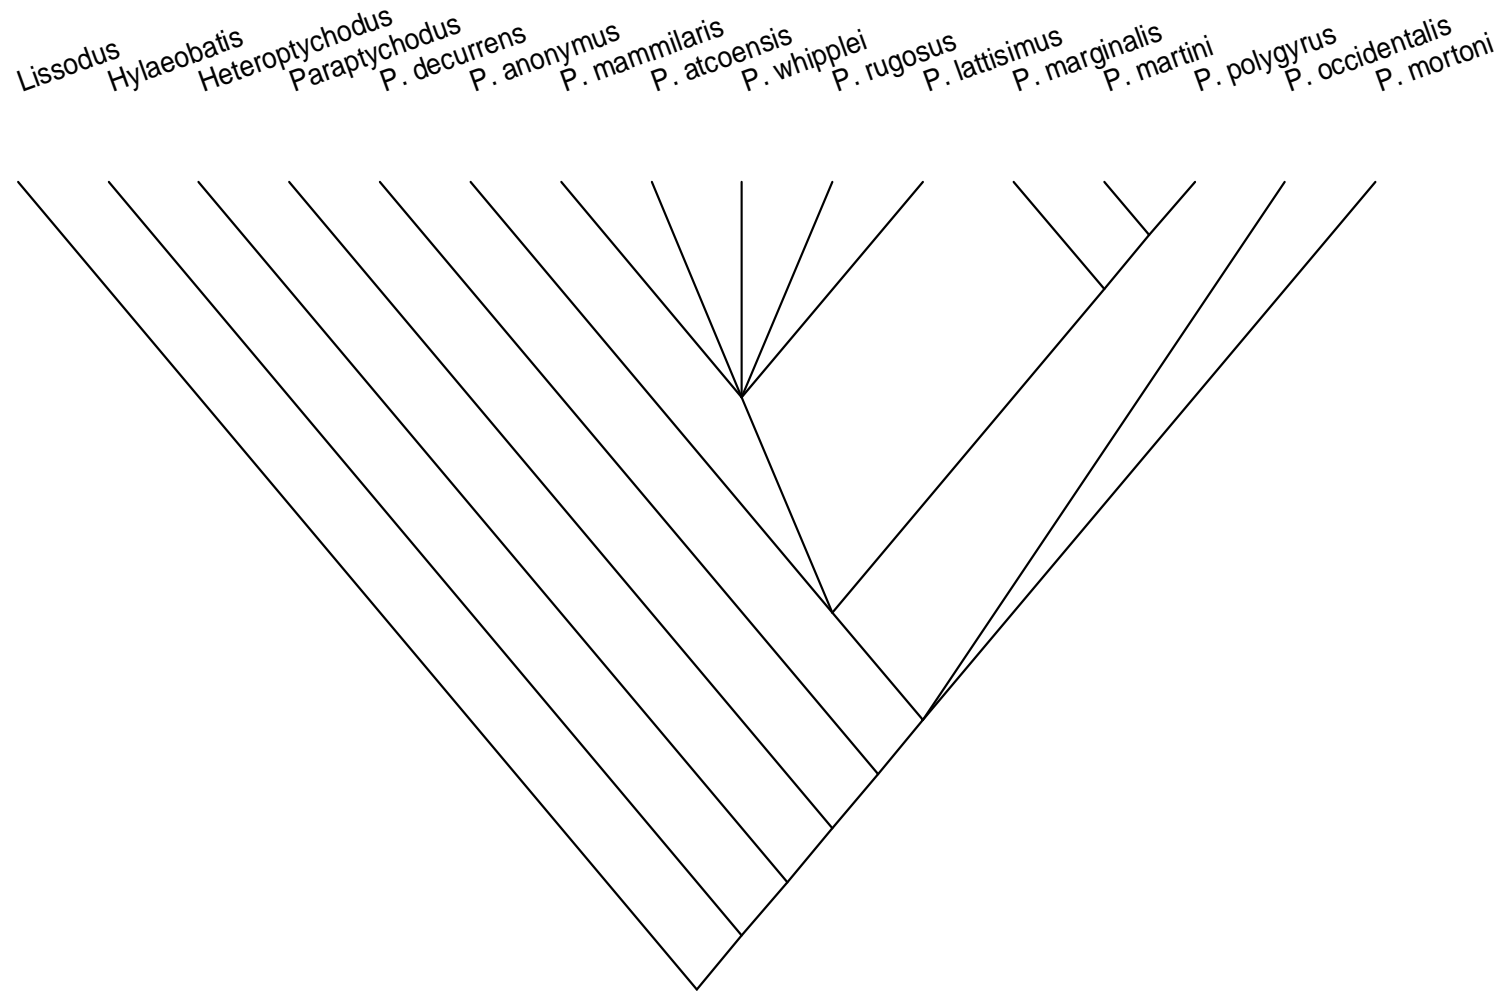 Lissodus
Hylaeobatis
Heteroptychodus
Paraptychodus
P. decurrens
P. anonymus
P. mammilaris
P. atcoensis
P. whipplei
P. rugosus
P. lattisimus
P. marginalis
P. martini
P. polygyrus
P. occidentalis
P. mortoni